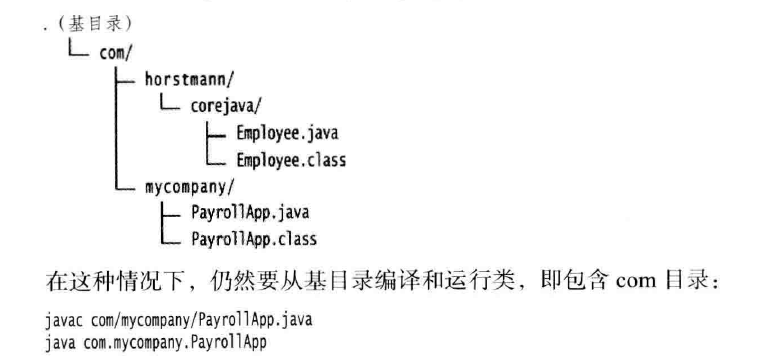 .（基目录）
└─ com/
├─ horstmann/
└─ corejava/
├─ Employee.java
└─ Employee.class
└─ mycompany/
├─ PayrollApp.java
└─ PayrollApp.class
在这种情况下，仍然要从基目录编译和运行类，即包含 com 目录：
javac com/mycompany/PayrollApp.java
java com.mycompany.PayrollApp